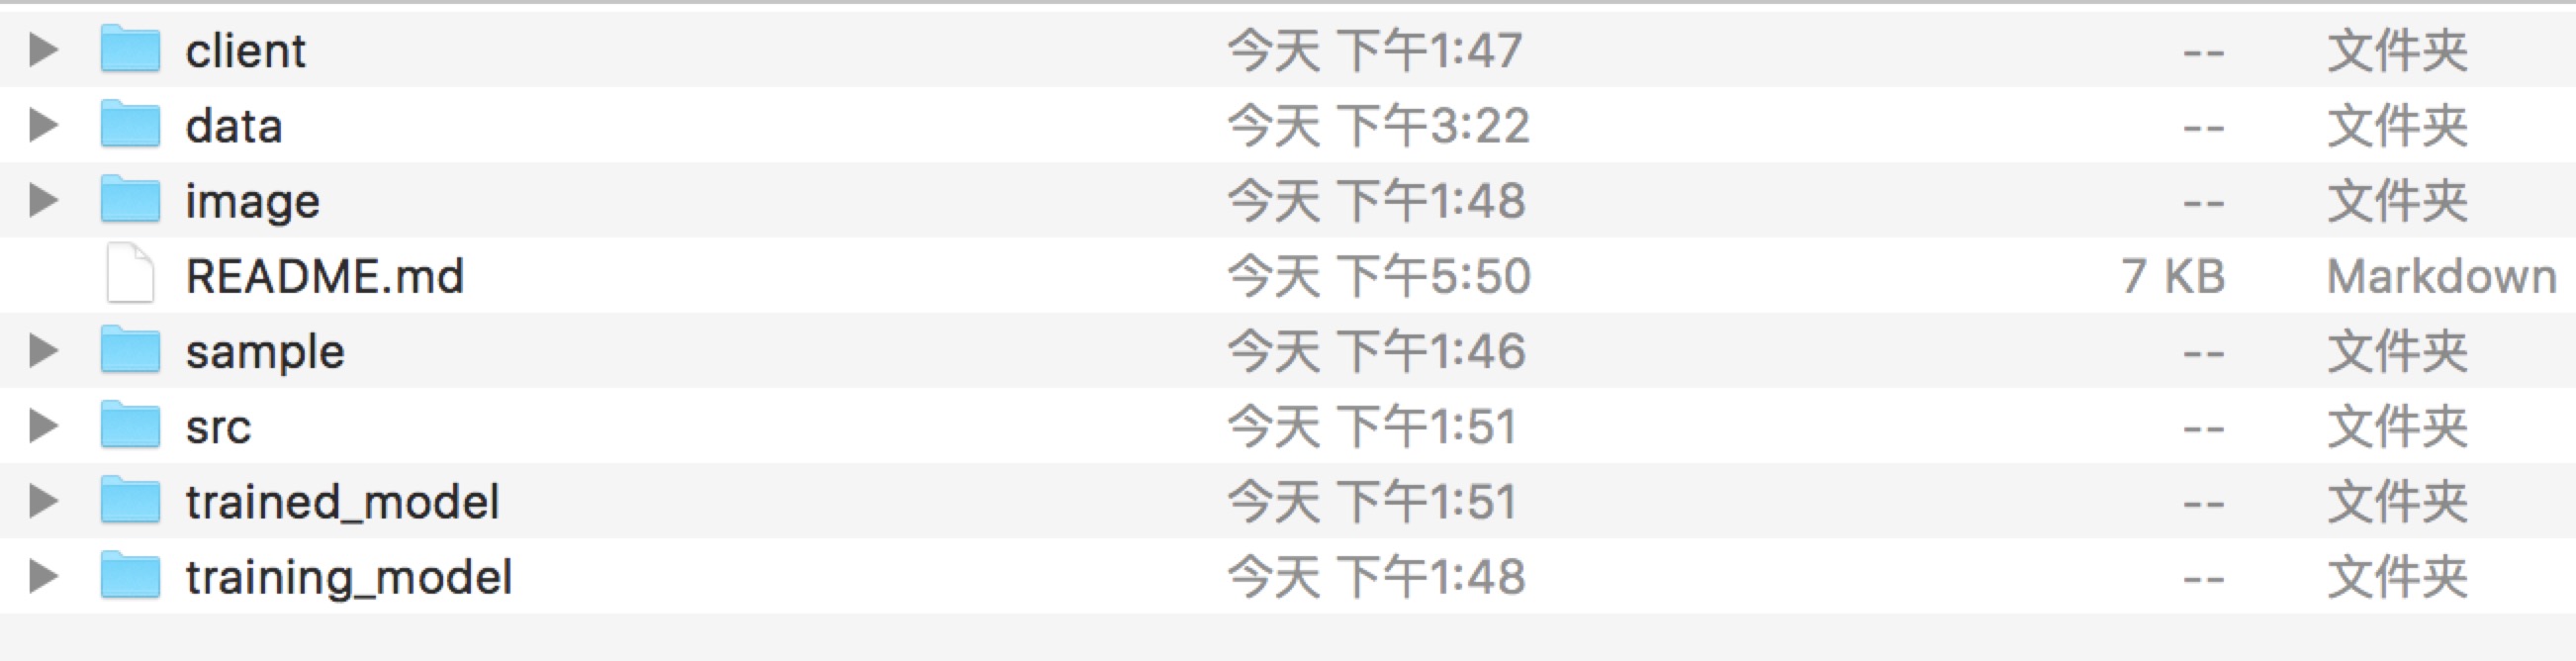 client 今天 下午1:47 -- 文件夹
data 今天 下午3:22 -- 文件夹
image 今天 下午1:48 -- 文件夹
README.md 今天 下午5:50 7 KB Markdown
sample 今天 下午1:46 -- 文件夹
src 今天 下午1:51 -- 文件夹
trained_model 今天 下午1:51 -- 文件夹
training_model 今天 下午1:48 -- 文件夹